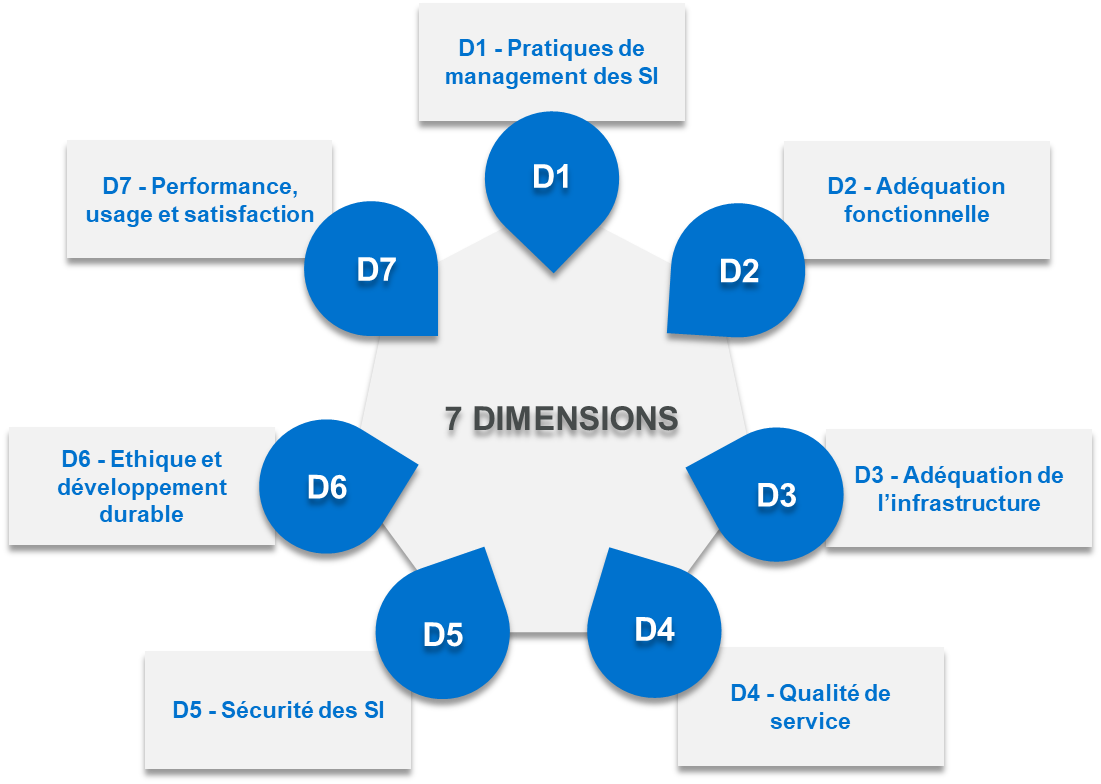 D1 - Pratiques de
management des SI
D1
D7 - Performance,
usage et satisfaction
D7
D2 - Adéquation
fonctionnelle
D2
7 DIMENSIONS
D6 - Ethique et
développement
durable
D6
D3 - Adéquation de
l’infrastructure
D3
D5
D5 - Sécurité des SI
D4
D4 - Qualité de
service